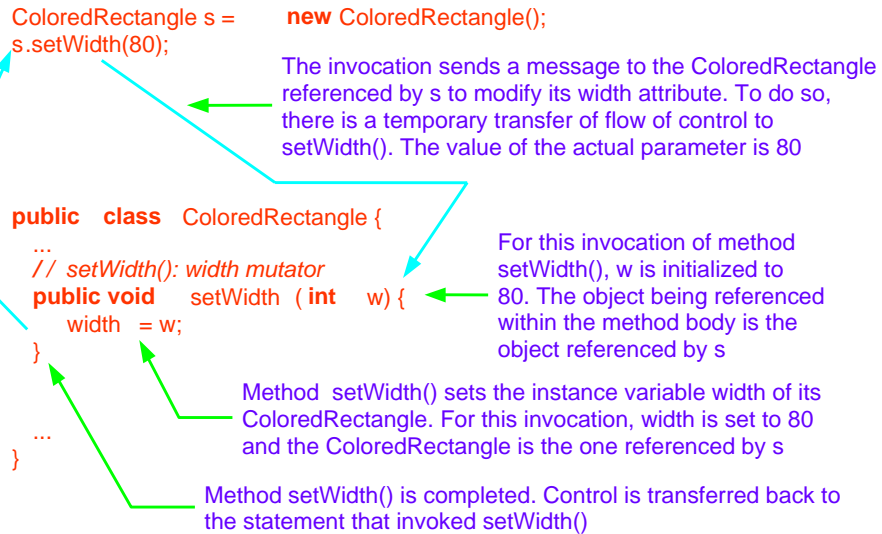 ColoredRectangle s = new ColoredRectangle();
s.setWidth(80);
The invocation sends a message to the ColoredRectangle
referenced by s to modify its width attribute. To do so,
there is a temporary transfer of flow of control to
setWidth(). The value of the actual parameter is 80
public class ColoredRectangle {
...
// setWidth(): width mutator
public void setWidth ( int w) {
width = w;
}
...
}
For this invocation of method
setWidth(), w is initialized to
80. The object being referenced
within the method body is the
object referenced by s
Method setWidth() sets the instance variable width of its
ColoredRectangle. For this invocation, width is set to 80
and the ColoredRectangle is the one referenced by s
Method setWidth() is completed. Control is transferred back to
the statement that invoked setWidth()